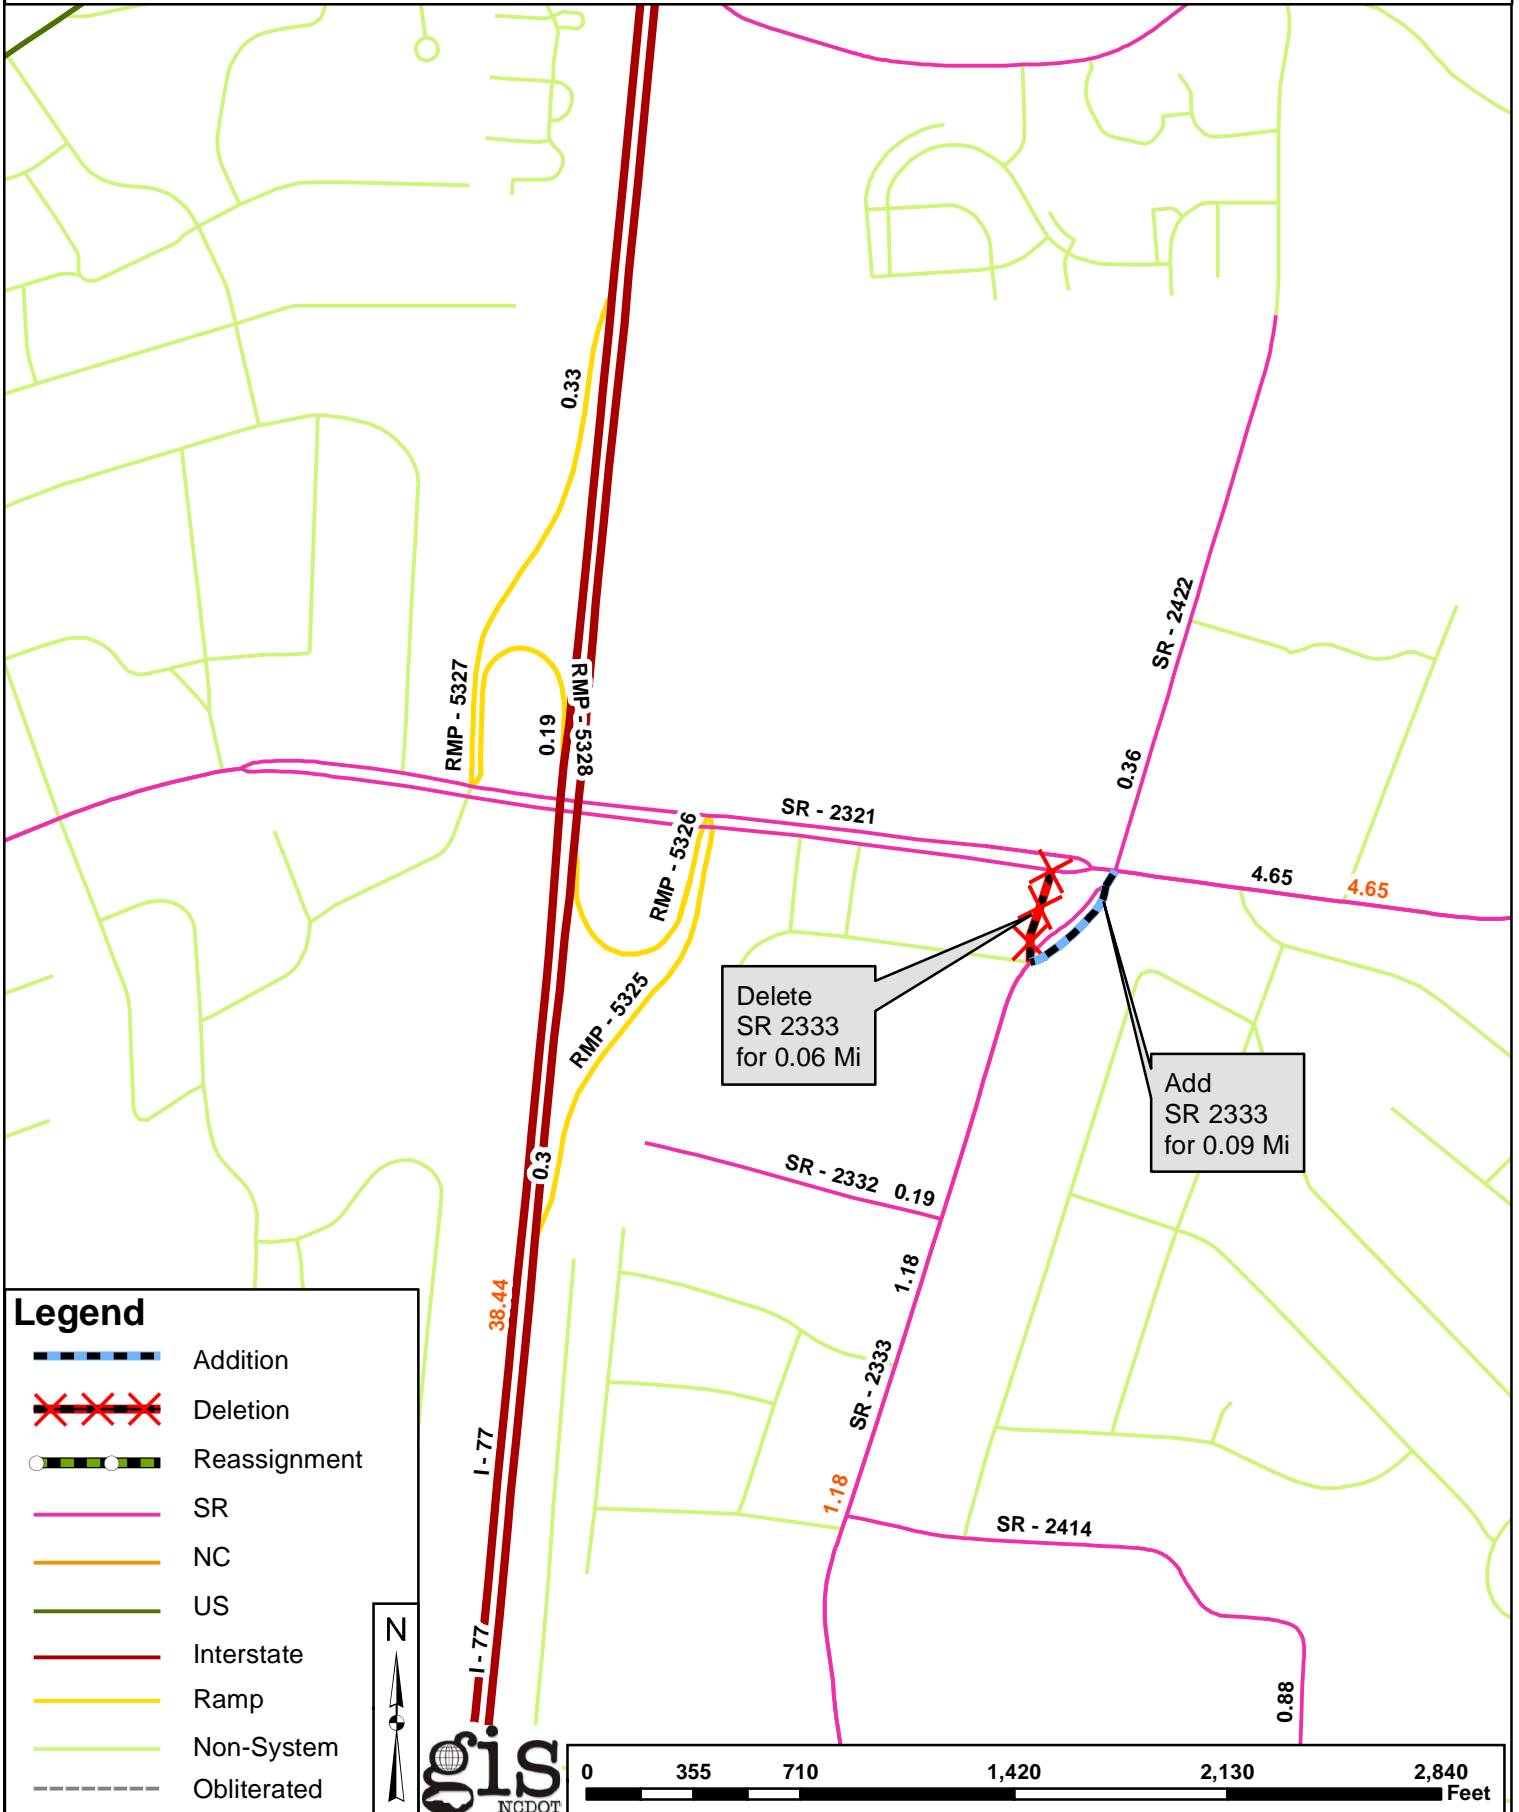 0.33
SR - 2422
RMP - 5327
0.19
RMP - 5328
0.36
SR - 2321
RMP - 5326
4.65
4.65
Delete
SR 2333
for 0.06 Mi
RMP - 5325
Add
SR 2333
for 0.09 Mi
0.3
SR - 2332
0.19
1.18
38.44
SR - 2333
I - 77
1.18
SR - 2414
I - 77
0.88
Legend
Addition
Deletion
Reassignment
SR
NC
US
Interstate
Ramp
Non-System
Obliterated
N
gis
NCDOT
0 355 710 1,420 2,130 2,840
Feet